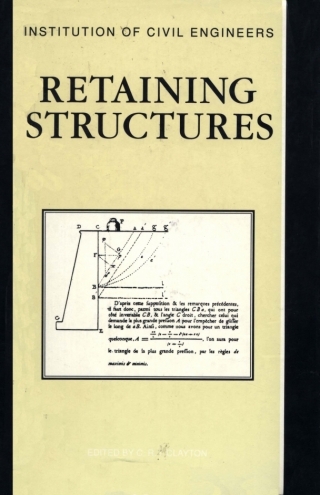 INSTITUTION OF CIVIL ENGINEERS
RETAINING
STRUCTURES
D C P A a g g
F
G
E
B
B
D'après cette supposition & les remarques précédentes,
il faut donc, parmi tous les triangles CBa, qui ont pour
côté invariable CB, & l'angle C droit, chercher celui qui
demande la plus grande pression A pour l'empêcher de glisser
le long de aB. Ainsi, comme nous avons pour un triangle
quelconque, A = , l'on aura pour
le triangle de la plus grande pression, par les règles de
maximis & minimis.
EDITED BY C. R. I. CLAYTON